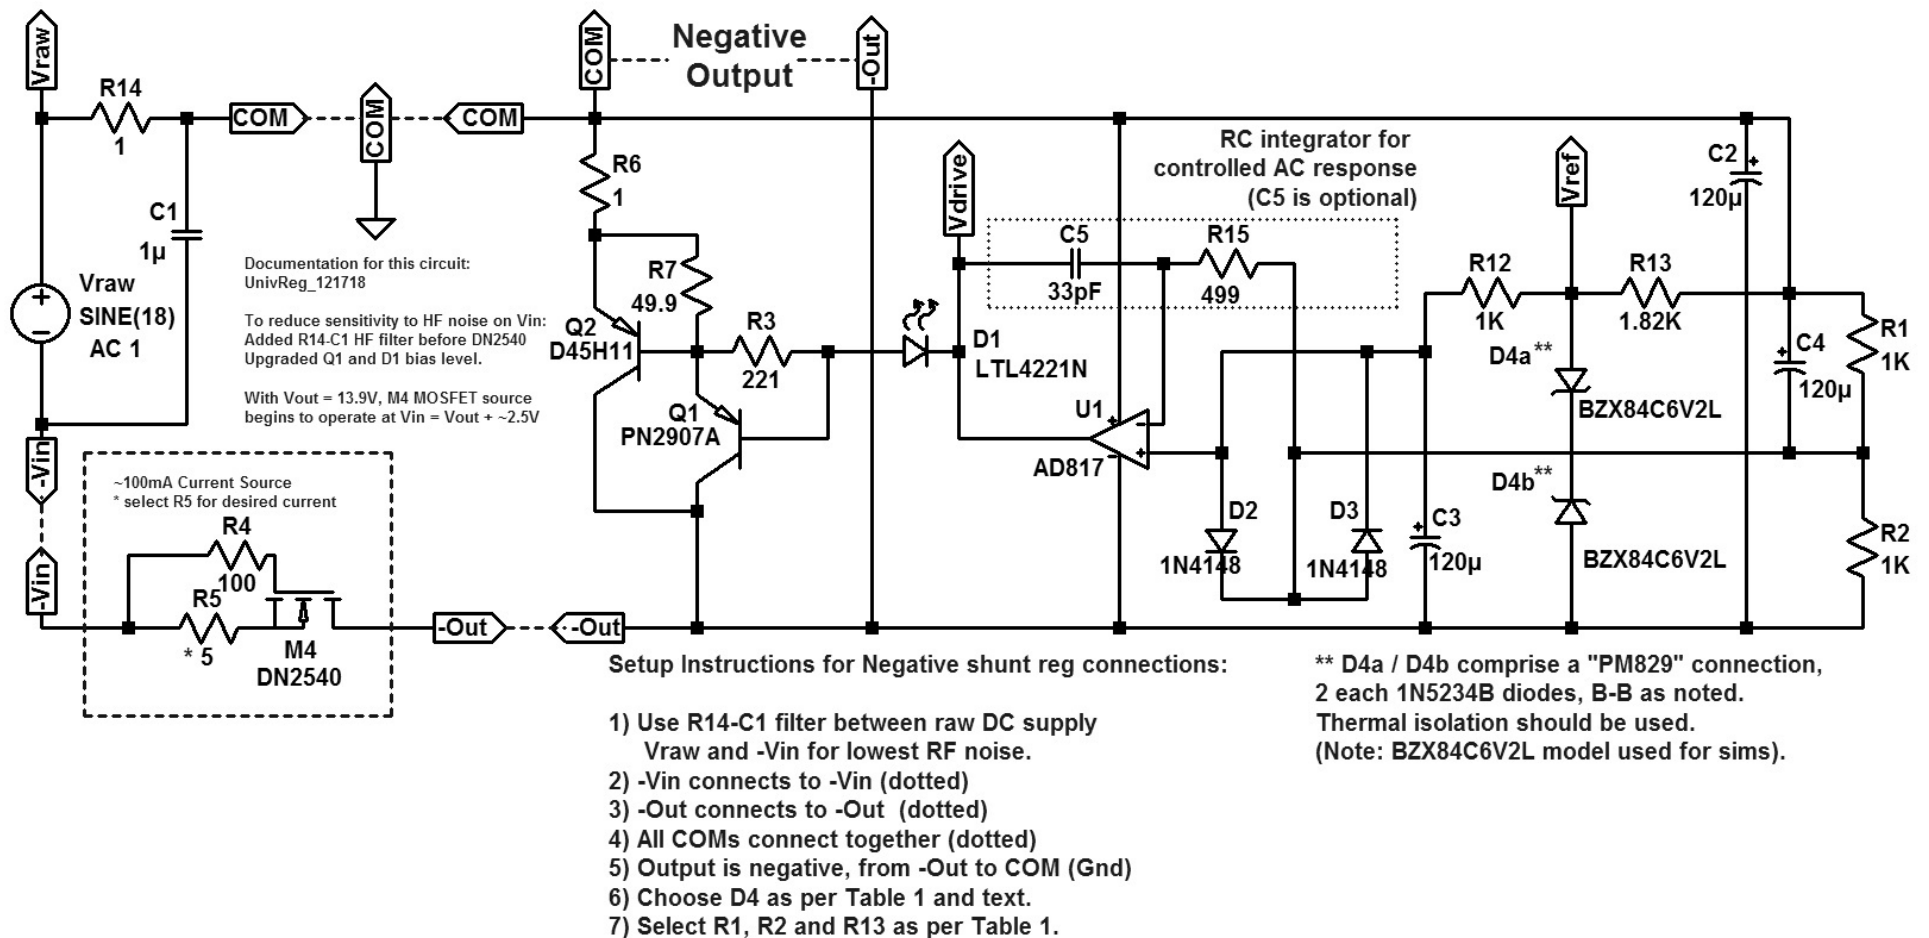 Vraw
R14
1
COM
COM
COM
COM
Negative
Output
-Out
C1
1µ
Vraw
SINE(18)
AC 1
Documentation for this circuit:
UnivReg_121718
To reduce sensitivity to HF noise on Vin:
Added R14-C1 HF filter before DN2540
Upgraded Q1 and D1 bias level.
With Vout = 13.9V, M4 MOSFET source
begins to operate at Vin = Vout + ~2.5V
R6
1
R7
49.9
Q2
D45H11
R3
221
Q1
PN2907A
Vdrive
D1
LTL4221N
RC integrator for
controlled AC response
(C5 is optional)
C5
33pF
R15
499
U1
AD817
+
-
-
+
Vref
C2
+
120µ
R12
1K
R13
1.82K
D4a**
BZX84C6V2L
C4
+
120µ
R1
1K
D4b**
BZX84C6V2L
D2
1N4148
D3
1N4148
C3
+
120µ
R2
1K
-Vin
-Vin
~100mA Current Source
* select R5 for desired current
R4
100
R5
* 5
M4
DN2540
-Out
-Out
Setup Instructions for Negative shunt reg connections:
1) Use R14-C1 filter between raw DC supply
Vraw and -Vin for lowest RF noise.
2) -Vin connects to -Vin (dotted)
3) -Out connects to -Out (dotted)
4) All COMs connect together (dotted)
5) Output is negative, from -Out to COM (Gnd)
6) Choose D4 as per Table 1 and text.
7) Select R1, R2 and R13 as per Table 1.
** D4a / D4b comprise a "PM829" connection,
2 each 1N5234B diodes, B-B as noted.
Thermal isolation should be used.
(Note: BZX84C6V2L model used for sims).